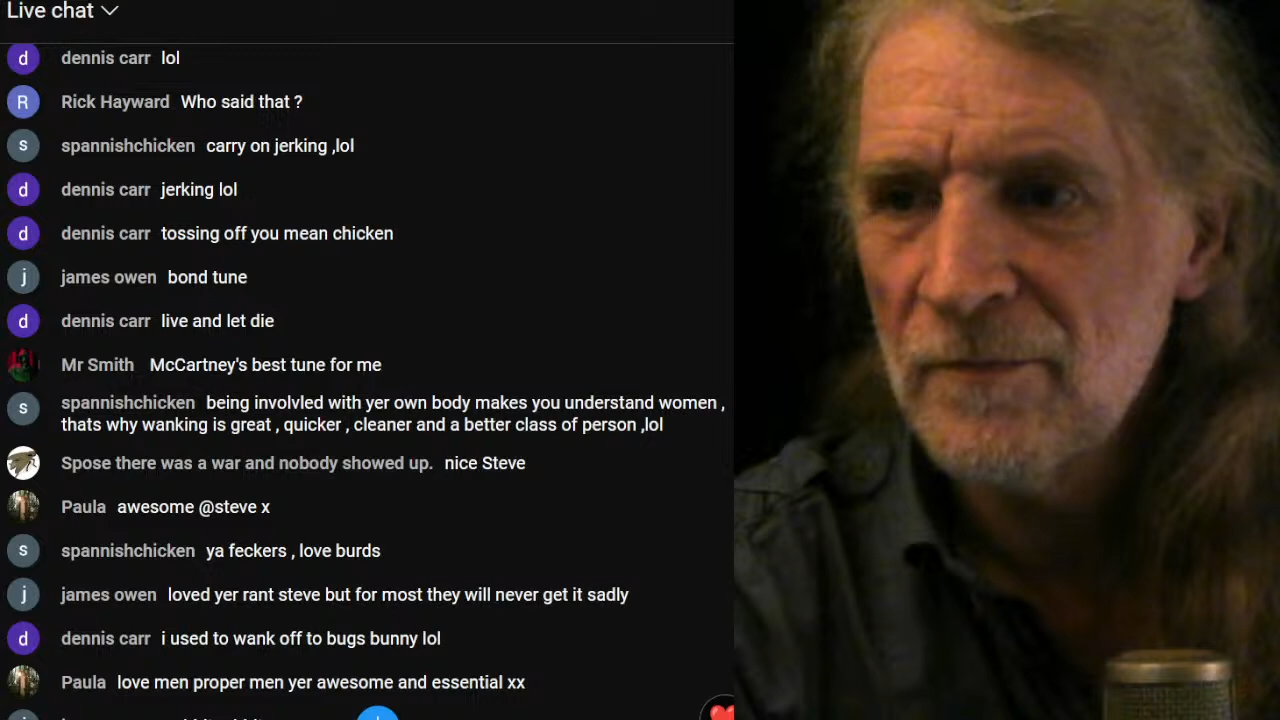 Live chat
d dennis carr lol
R Rick Hayward Who said that ?
s spannishchicken carry on jerking ,lol
d dennis carr jerking lol
d dennis carr tossing off you mean chicken
j james owen bond tune
d dennis carr live and let die
Mr Smith McCartney's best tune for me
s spannishchicken being involvled with yer own body makes you understand women ,
thats why wanking is great , quicker , cleaner and a better class of person ,lol
Spose there was a war and nobody showed up. nice Steve
Paula awesome @steve x
s spannishchicken ya feckers , love burds
j james owen loved yer rant steve but for most they will never get it sadly
d dennis carr i used to wank off to bugs bunny lol
Paula love men proper men yer awesome and essential xx